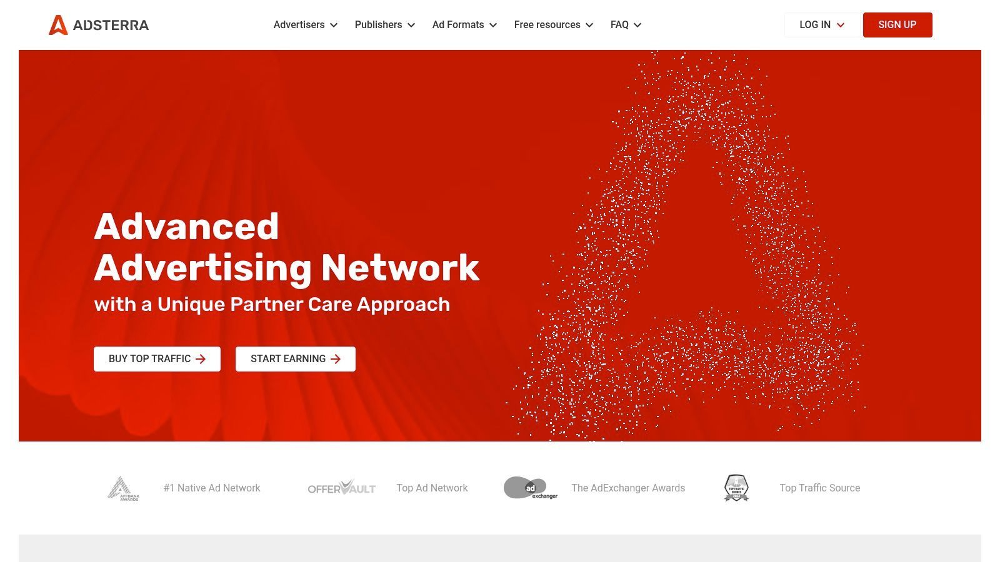 ADSTERRA
Advertisers
Publishers
Ad Formats
Free resources
FAQ
LOG IN
SIGN UP
Advanced
Advertising Network
with a Unique Partner Care Approach
BUY TOP TRAFFIC
START EARNING
AFFBANK
AWARDS
#1 Native Ad Network
OFFERVAULT
Top Ad Network
ad
exchanger
The AdExchanger Awards
TOP TRAFFIC
SOURCE
Top Traffic Source